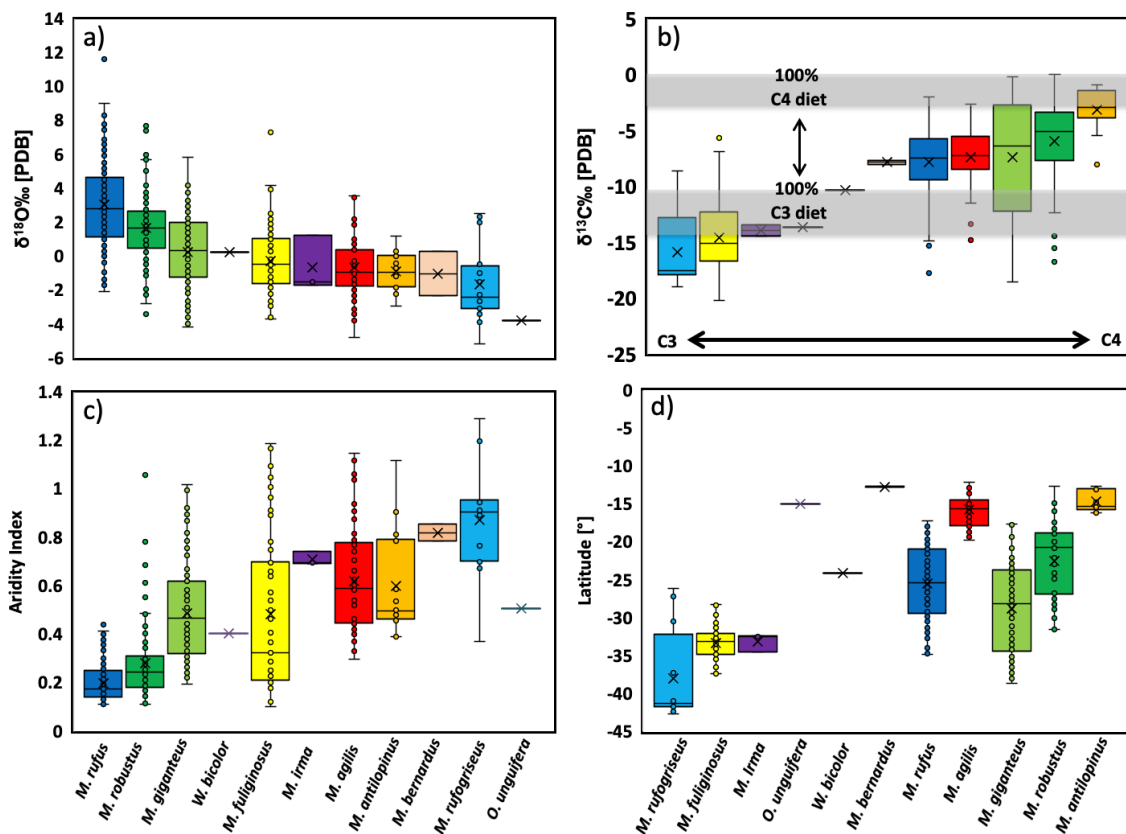 a)
δ18O‰ [PDB]
14
12
10
8
6
4
2
0
-2
-4
-6
b)
δ13C‰ [PDB]
5
0
-5
-10
-15
-20
-25
100%
C4 diet
100%
C3 diet
C3
C4
c)
Aridity Index
1.4
1.2
1
0.8
0.6
0.4
0.2
0
M. rufus
M. robustus
M. giganteus
W. bicolor
M. fuliginosus
M. irma
M. agilis
M. antilopinus
M. bernardus
M. rufogriseus
O. unguifera
d)
Latitude [°]
0
-5
-10
-15
-20
-25
-30
-35
-40
-45
M. rufogriseus
M. fuliginosus
M. Irma
O. unguifera
W. bicolor
M. bernardus
M. rufus
M. agilis
M. giganteus
M. robustus
M. antilopinus